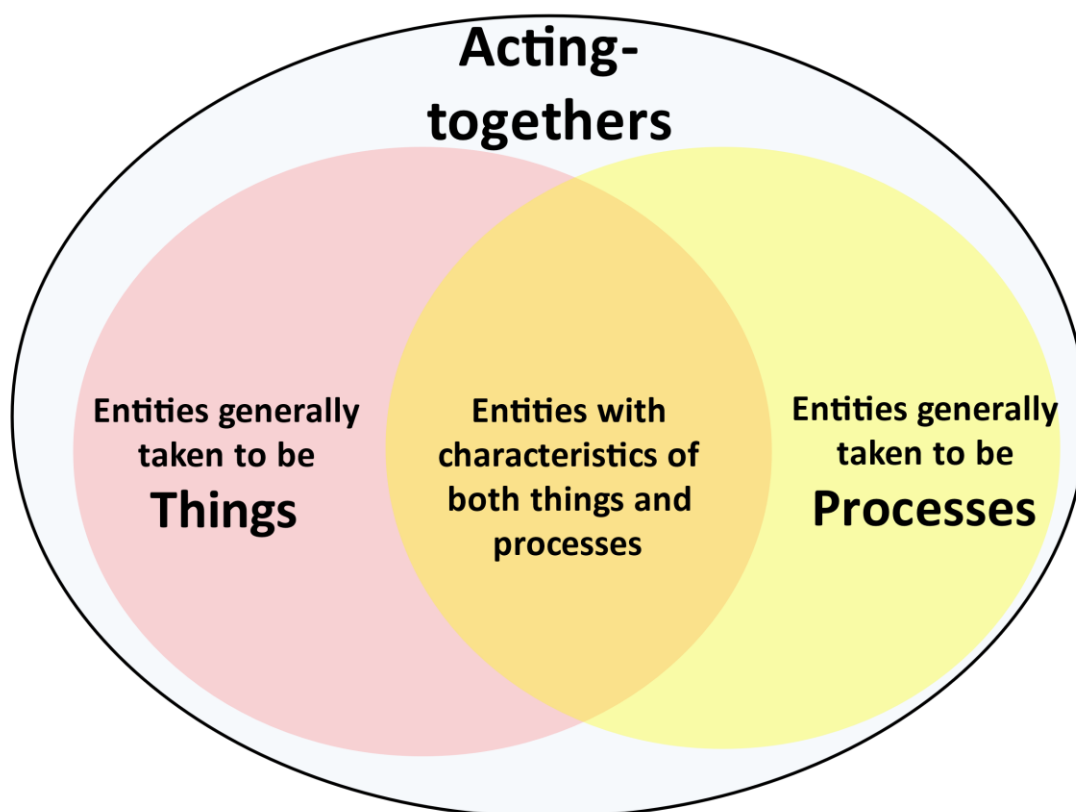 Acting-
togethers
Entities generally
taken to be
Things
Entities with
characteristics of
both things and
processes
Entities generally
taken to be
Processes